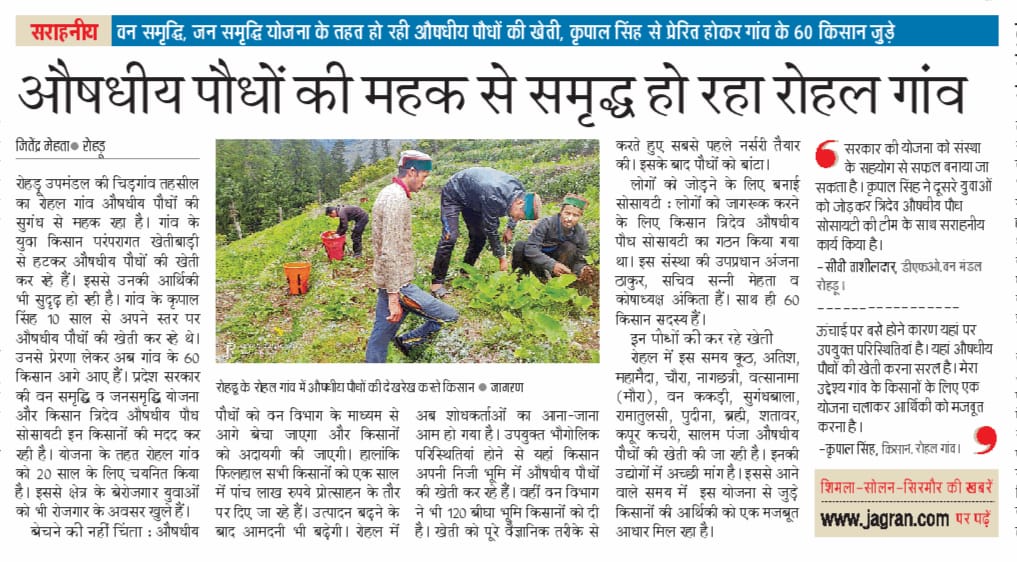 सराहनीय
वन समृद्धि, जन समृद्धि योजना के तहत हो रही औषधीय पौधों की खेती, कृपाल सिंह से प्रेरित होकर गांव के 60 किसान जुड़े
औषधीय पौधों की महक से समृद्ध हो रहा रोहल गांव
जितेंद्र मेहता ● रोहड़ू
रोहड़ू उपमंडल की चिड़गांव तहसील
का रोहल गांव औषधीय पौधों की
सुगंध से महक रहा है। गांव के
युवा किसान परंपरागत खेतीबाड़ी
से हटकर औषधीय पौधों की खेती
कर रहे हैं। इससे उनकी आर्थिकी
भी सुदृढ़ हो रही है। गांव के कृपाल
सिंह 10 साल से अपने स्तर पर
औषधीय पौधों की खेती कर रहे थे।
उनसे प्रेरणा लेकर अब गांव के 60
किसान आगे आए हैं। प्रदेश सरकार
की वन समृद्धि व जनसमृद्धि योजना
और किसान त्रिदेव औषधीय पौध
सोसायटी इन किसानों की मदद कर
रही है। योजना के तहत रोहल गांव
को 20 साल के लिए चयनित किया
है। इससे क्षेत्र के बेरोजगार युवाओं
को भी रोजगार के अवसर खुले हैं।
बेचने की नहीं चिंता : औषधीय
रोहडू के रोहल गांव में औषधीय पौधों की देखरेख करते किसान ● जागरण
पौधों को वन विभाग के माध्यम से
आगे बेचा जाएगा और किसानों
को अदायगी की जाएगी। हालांकि
फिलहाल सभी किसानों को एक साल
में पांच लाख रुपये प्रोत्साहन के तौर
पर दिए जा रहे हैं। उत्पादन बढ़ने के
बाद आमदनी भी बढ़ेगी। रोहल में
अब शोधकर्ताओं का आना-जाना
आम हो गया है। उपयुक्त भौगोलिक
परिस्थितियां होने से यहां किसान
अपनी निजी भूमि में औषधीय पौधों
की खेती कर रहे हैं। वहीं वन विभाग
ने भी 120 बीघा भूमि किसानों को दी
है। खेती को पूरे वैज्ञानिक तरीके से
करते हुए सबसे पहले नर्सरी तैयार
की। इसके बाद पौधों को बांटा।
लोगों को जोड़ने के लिए बनाई
सोसायटी : लोगों को जागरूक करने
के लिए किसान त्रिदेव औषधीय
पौध सोसायटी का गठन किया गया
था। इस संस्था की उपप्रधान अंजना
ठाकुर, सचिव सन्नी मेहता व
कोषाध्यक्ष अंकिता हैं। साथ ही 60
किसान सदस्य हैं।
इन पौधों की कर रहे खेती
रोहल में इस समय कूठ, अतिश,
महामैदा, चौरा, नागछत्री, वत्सानामा
(मौरा), वन ककड़ी, सुगंधबाला,
रामातुलसी, पुदीना, ब्रह्मी, शतावर,
कपूर कचरी, सालम पंजा औषधीय
पौधों की खेती की जा रही है। इनकी
उद्योगों में अच्छी मांग है। इससे आने
वाले समय में इस योजना से जुड़े
किसानों की आर्थिकी को एक मजबूत
आधार मिल रहा है।
सरकार की योजना को संस्था
के सहयोग से सफल बनाया जा
सकता है। कृपाल सिंह ने दूसरे युवाओं
को जोड़कर त्रिदेव औषधीय पौध
सोसायटी की टीम के साथ सराहनीय
कार्य किया है।
- सीवी ताशीलदार, डीएफओ, वन मंडल
रोहड़ू।
ऊंचाई पर बसे होने कारण यहां पर
उपयुक्त परिस्थितियां है। यहां औषधीय
पौधों की खेती करना सरल है। मेरा
उद्देश्य गांव के किसानों के लिए एक
योजना चलाकर आर्थिकी को मजबूत
करना है।
-कृपाल सिंह, किसान, रोहल गांव।
शिमला-सोलन-सिरमौर की खबरें
www.jagran.com पर पढ़ें